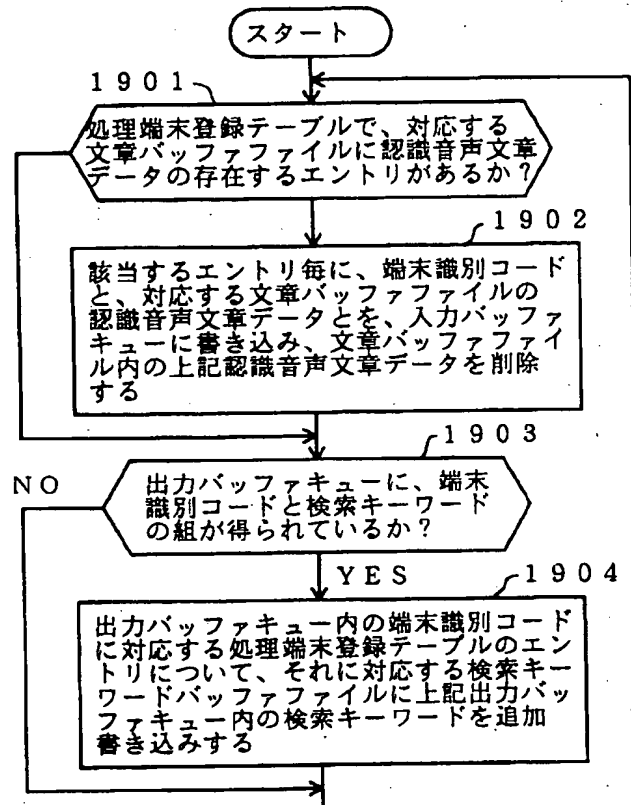 スタート
1901
処理端末登録テーブルで、対応する
文章バッファファイルに認識音声文章
データの存在するエントリがあるか？
1902
該当するエントリ毎に、端末識別コード
と、対応する文章バッファファイルの
認識音声文章データとを、入力バッファ
キューに書き込み、文章バッファファイ
ル内の上記認識音声文章データを削除
する
1903
NO
出力バッファキューに、端末
識別コードと検索キーワード
の組が得られているか？
YES
1904
出力バッファキュー内の端末識別コード
に対応する処理端末登録テーブルのエン
トリについて、それに対応する検索キー
ワードバッファファイルに上記出力バッ
ファキュー内の検索キーワードを追加
書き込みする